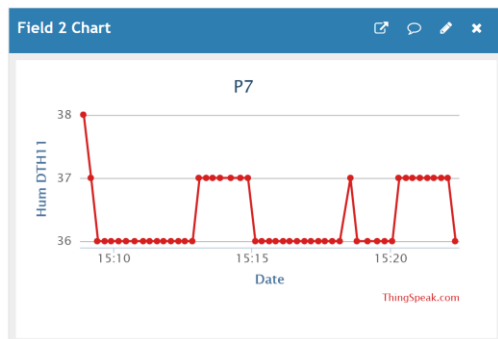 Field 2 Chart
P7
38
37
36
Hum DTH11
15:10 15:15 15:20
Date
ThingSpeak.com